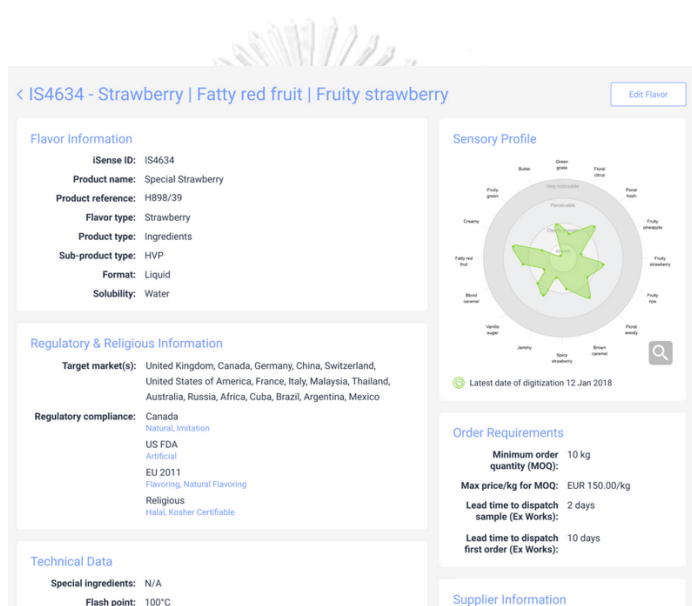 < IS4634 - Strawberry | Fatty red fruit | Fruity strawberry
Edit Flavor
Flavor Information
iSense ID: IS4634
Product name: Special Strawberry
Product reference: H898/39
Flavor type: Strawberry
Product type: Ingredients
Sub-product type: HVP
Format: Liquid
Solubility: Water
Regulatory & Religious Information
Target market(s): United Kingdom, Canada, Germany, China, Switzerland,
United States of America, France, Italy, Malaysia, Thailand,
Australia, Russia, Africa, Cuba, Brazil, Argentina, Mexico
Regulatory compliance: Canada
Natural, Imitation
US FDA
Artificial
EU 2011
Flavoring, Natural Flavoring
Religious
Halal, Kosher Certifiable
Technical Data
Special ingredients: N/A
Flash point: 100°C
Sensory Profile
Green
grass
Floral
citrus
Floral
fresh
Fruity
pineapple
Fruity
strawberry
Fruity
ripe
Floral
woody
Brown
caramel
Spicy
strawberry
Jammy
Vanilla
sugar
Blond
caramel
Fatty red
fruit
Creamy
Fruity
green
Butter
Very noticeable
Perceivable
Latest date of digitization 12 Jan 2018
Order Requirements
Minimum order
quantity (MOQ): 10 kg
Max price/kg for MOQ: EUR 150.00/kg
Lead time to dispatch
sample (Ex Works): 2 days
Lead time to dispatch
first order (Ex Works): 10 days
Supplier Information